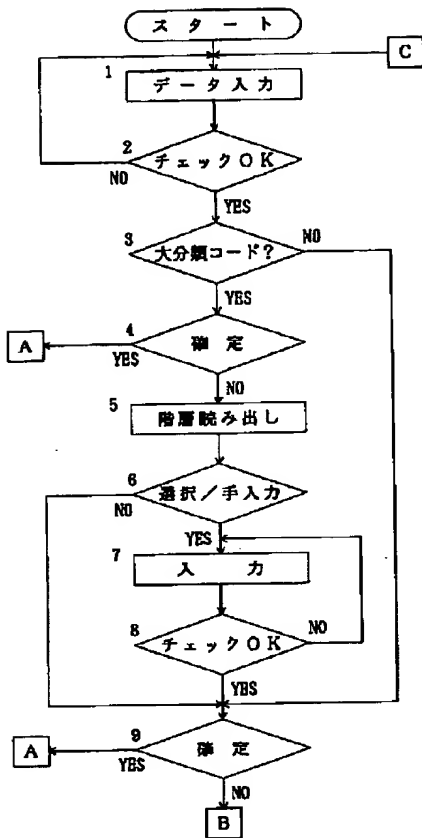 スタート
C
1
データ入力
2
チェックOK
NO
YES
3
大分類コード?
NO
YES
4
確定
A
YES
NO
5
階層読み出し
6
選択/手入力
NO
YES
7
入力
8
チェックOK
NO
YES
9
確定
A
YES
NO
B